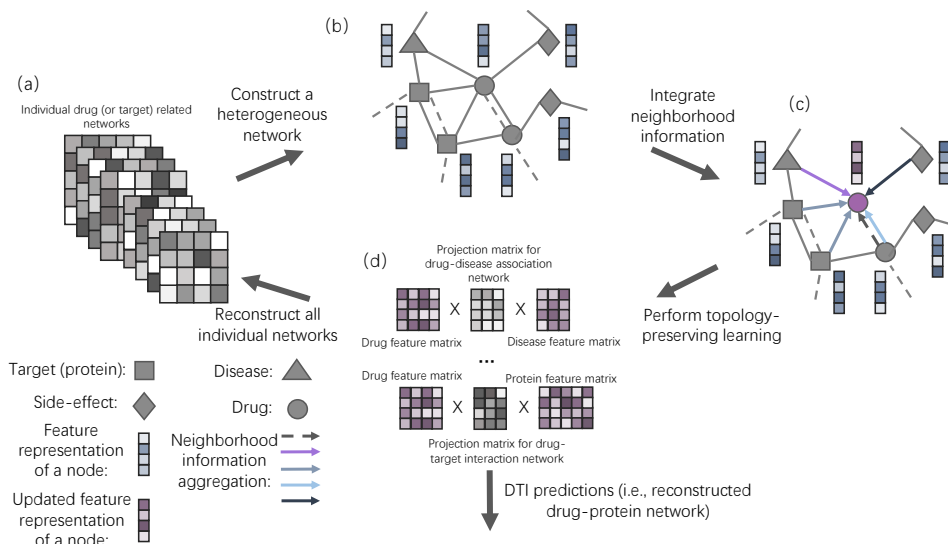 (a)
Individual drug (or target) related
networks
Construct a
heterogeneous
network
(b)
Integrate
neighborhood
information
(c)
Perform topology-
preserving learning
(d)
Projection matrix for
drug-disease association
network
X
X
Drug feature matrix
Disease feature matrix
...
Drug feature matrix
Protein feature matrix
X
X
Projection matrix for drug-
target interaction network
DTI predictions (i.e., reconstructed
drug-protein network)
Reconstruct all
individual networks
Target (protein):
Disease:
Side-effect:
Drug:
Feature
representation
of a node:
Neighborhood
information
aggregation:
Updated feature
representation
of a node: